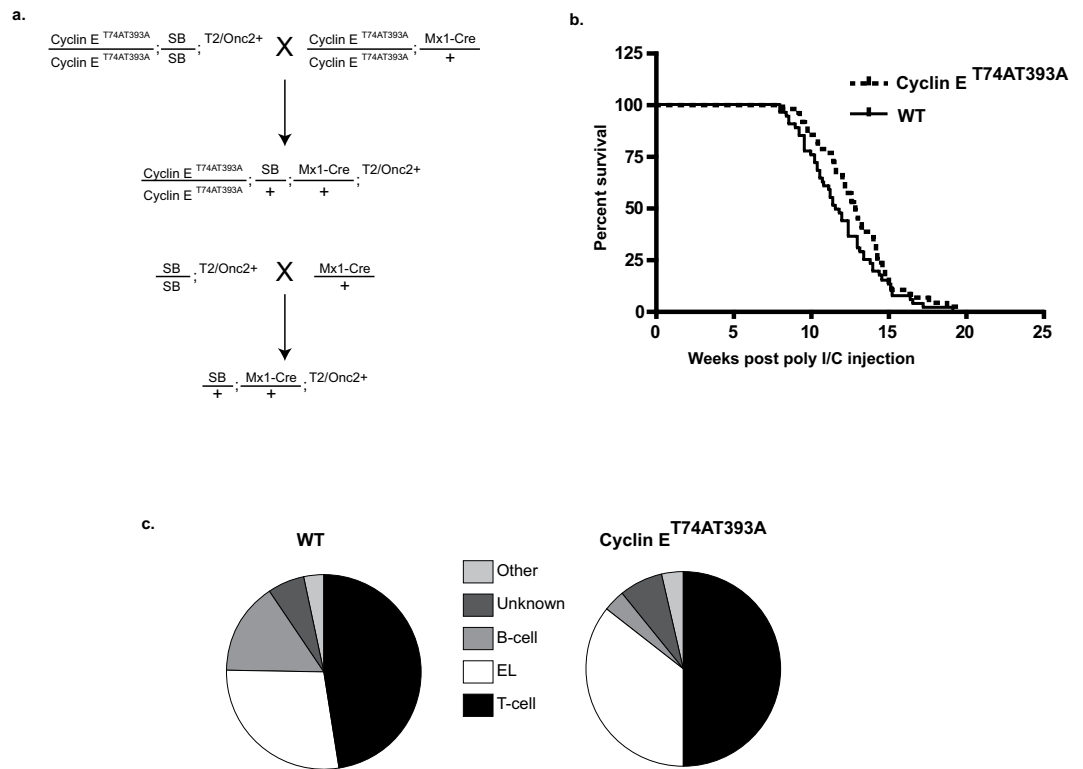 a.
Cyclin E T74AT393A ; SB ; T2/Onc2+ X Cyclin E T74AT393A ; Mx1-Cre
Cyclin E T74AT393A SB Cyclin E T74AT393A +
Cyclin E T74AT393A ; SB ; Mx1-Cre ; T2/Onc2+
Cyclin E T74AT393A + +
SB ; T2/Onc2+ X Mx1-Cre
SB +
SB ; Mx1-Cre ; T2/Onc2+
+ +
b.
125
100
75
50
25
0
Percent survival
0 5 10 15 20 25
Weeks post poly I/C injection
Cyclin E T74AT393A
WT
c.
WT
Cyclin E T74AT393A
Other
Unknown
B-cell
EL
T-cell